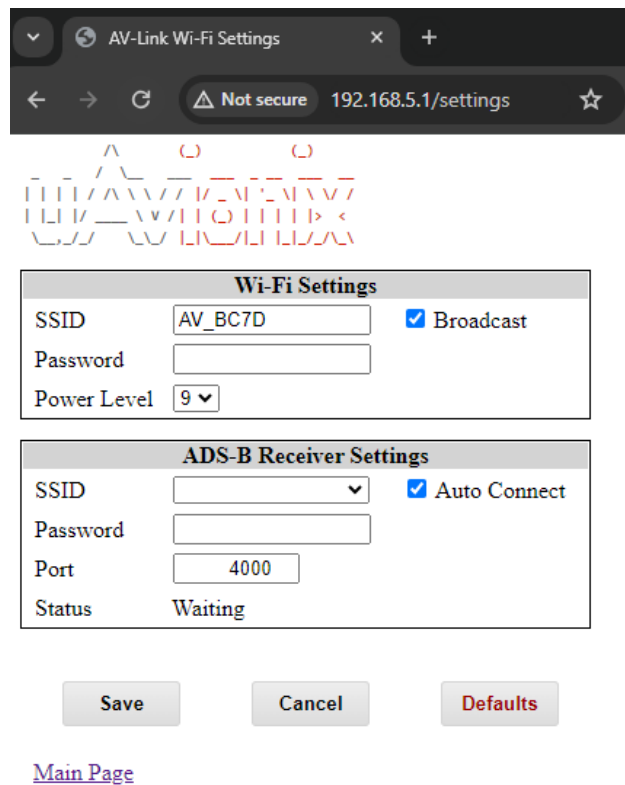 AV-Link Wi-Fi Settings
Not secure 192.168.5.1/settings
uAvionix
Wi-Fi Settings
SSID AV_BC7D Broadcast
Password
Power Level 9
ADS-B Receiver Settings
SSID Auto Connect
Password
Port 4000
Status Waiting
Save Cancel Defaults
Main Page